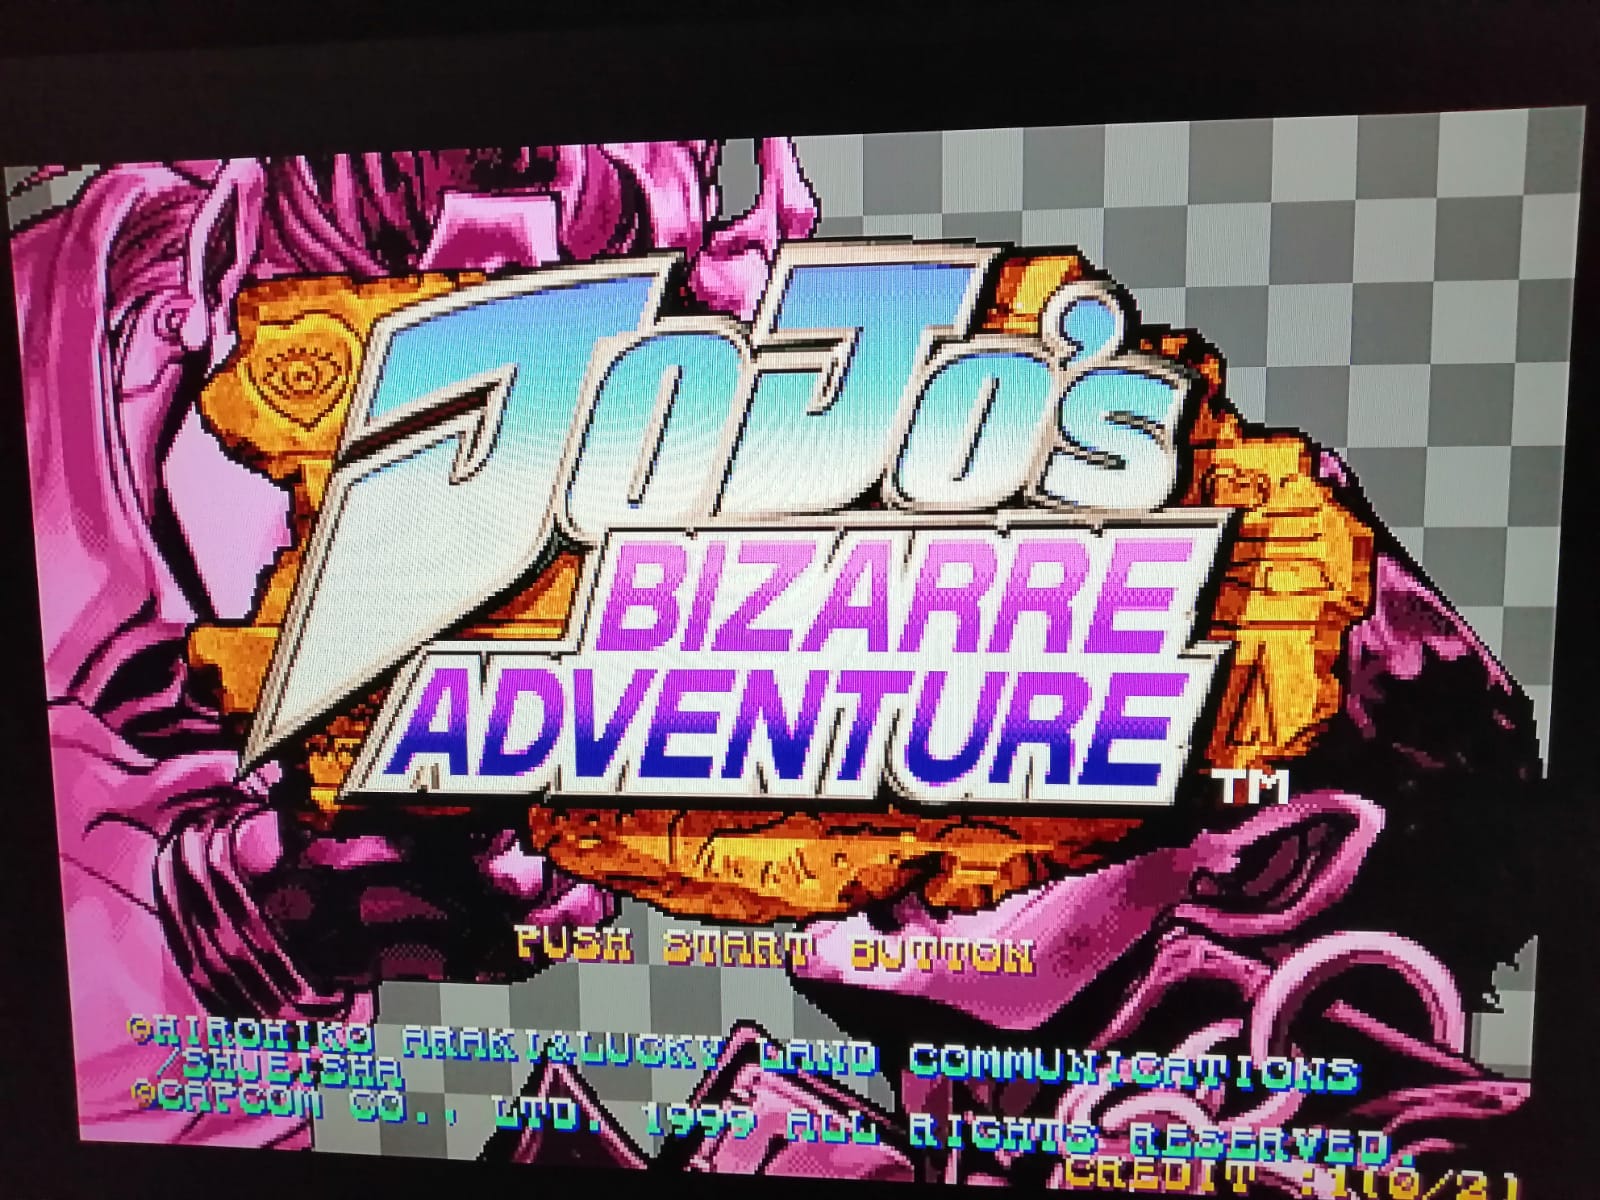 JoJo's
BIZARRE
ADVENTURE
TM
PUSH START BUTTON
©HIROHIKO ARAKI&LUCKY LAND COMMUNICATIONS
/SHUEISHA
©CAPCOM CO., LTD. 1999 ALL RIGHTS RESERVED.
CREDIT :1(0/3)